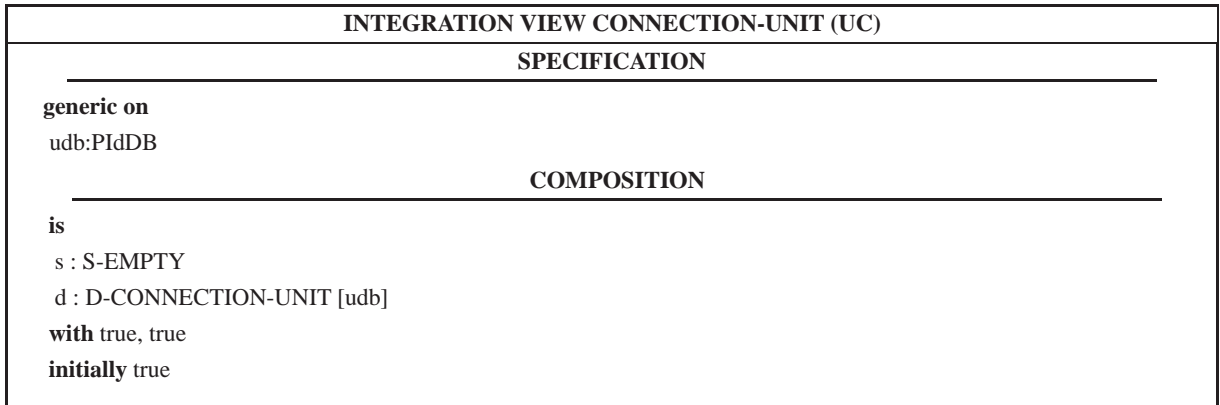 INTEGRATION VIEW CONNECTION-UNIT (UC)
SPECIFICATION
generic on
udb:PIdDB
COMPOSITION
is
s : S-EMPTY
d : D-CONNECTION-UNIT [udb]
with true, true
initially true